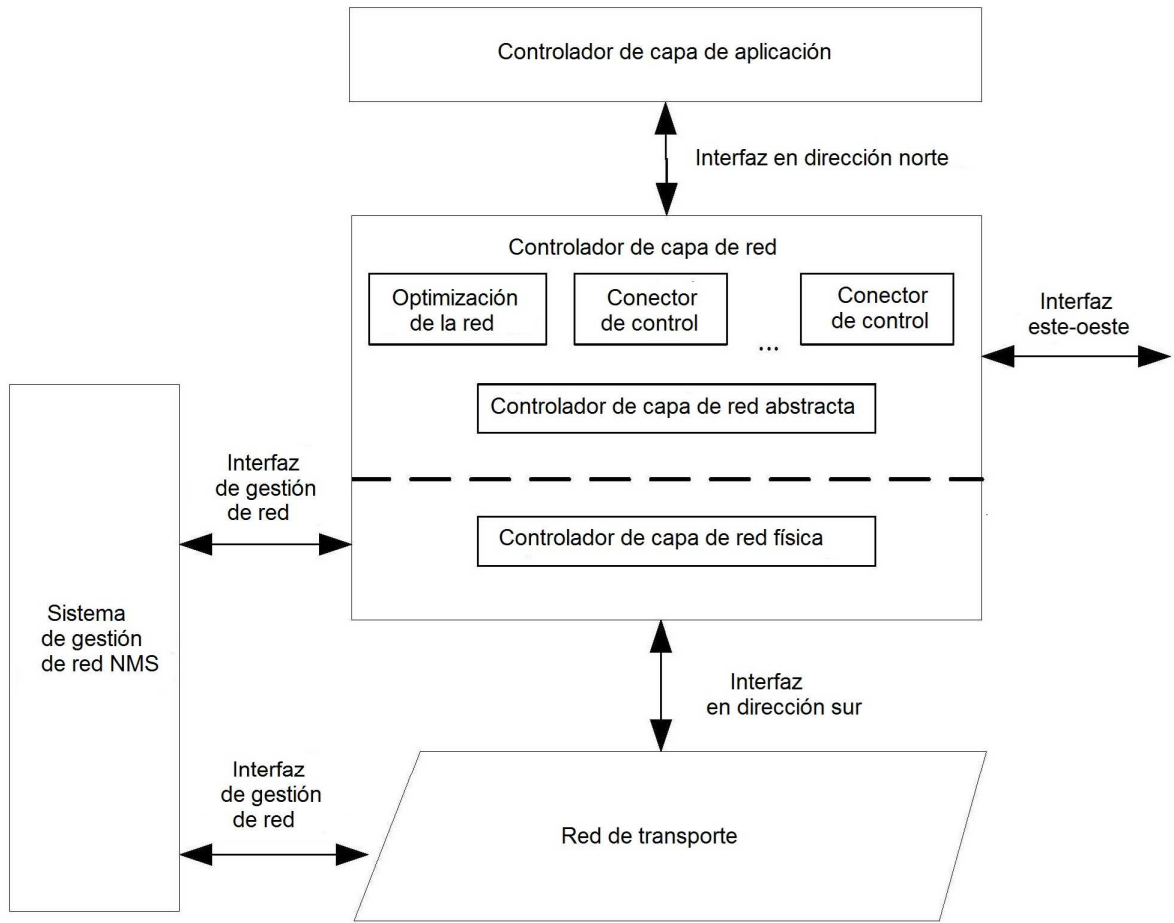 Controlador de capa de aplicación
Interfaz en dirección norte
Controlador de capa de red
Optimización
de la red
Conector
de control
...
Conector
de control
Interfaz
este-oeste
Controlador de capa de red abstracta
Interfaz
de gestión
de red
Controlador de capa de red física
Sistema
de gestión
de red NMS
Interfaz
en dirección sur
Interfaz
de gestión
de red
Red de transporte